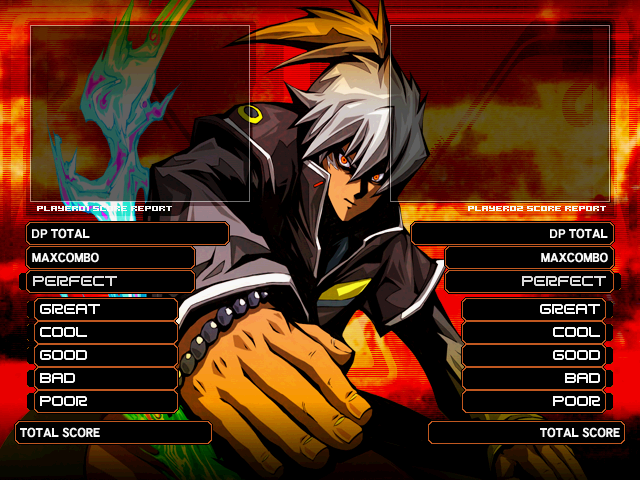 PLAYER01 SCORE REPORT
DP TOTAL
MAXCOMBO
PERFECT
GREAT
COOL
GOOD
BAD
POOR
TOTAL SCORE
PLAYER02 SCORE REPORT
DP TOTAL
MAXCOMBO
PERFECT
GREAT
COOL
GOOD
BAD
POOR
TOTAL SCORE